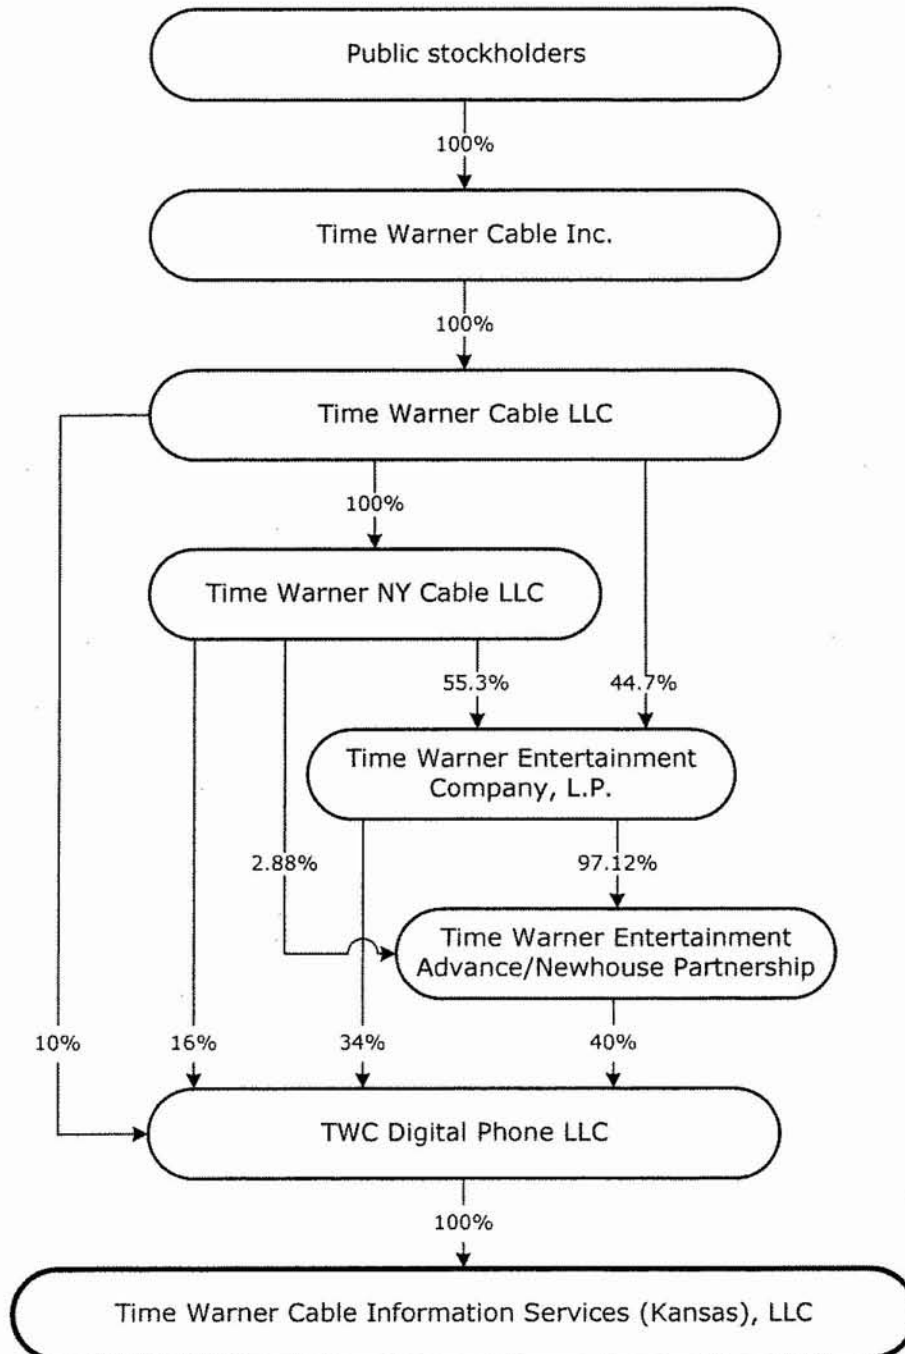 Public stockholders
100%
Time Warner Cable Inc.
100%
Time Warner Cable LLC
100%
Time Warner NY Cable LLC
55.3%
44.7%
Time Warner Entertainment
Company, L.P.
2.88%
97.12%
Time Warner Entertainment
Advance/Newhouse Partnership
10%
16%
34%
40%
TWC Digital Phone LLC
100%
Time Warner Cable Information Services (Kansas), LLC